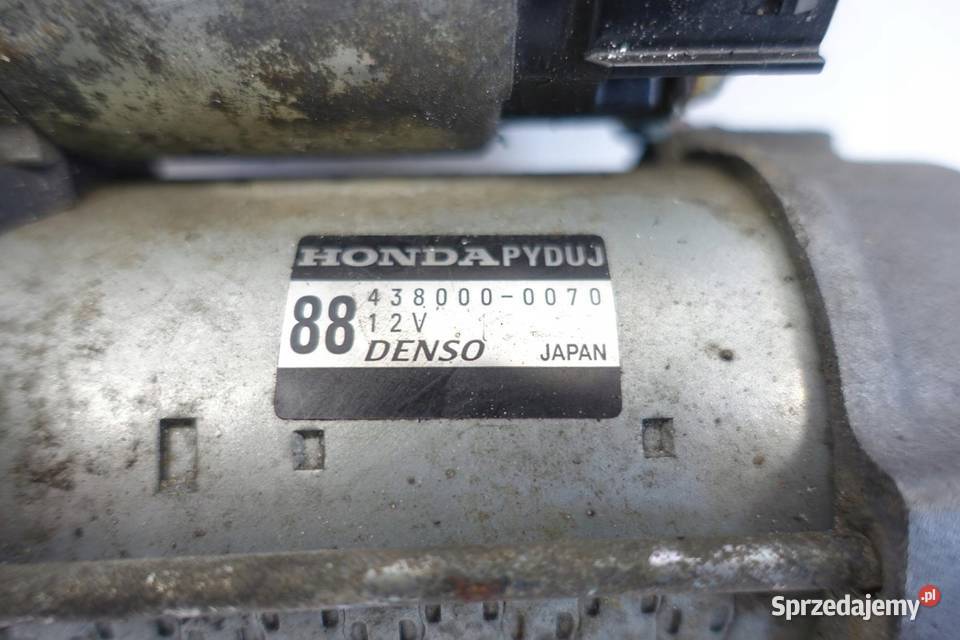 HONDA PYDUJ
88 438000-0070
12V
DENSO JAPAN
Sprzedajemy.pl